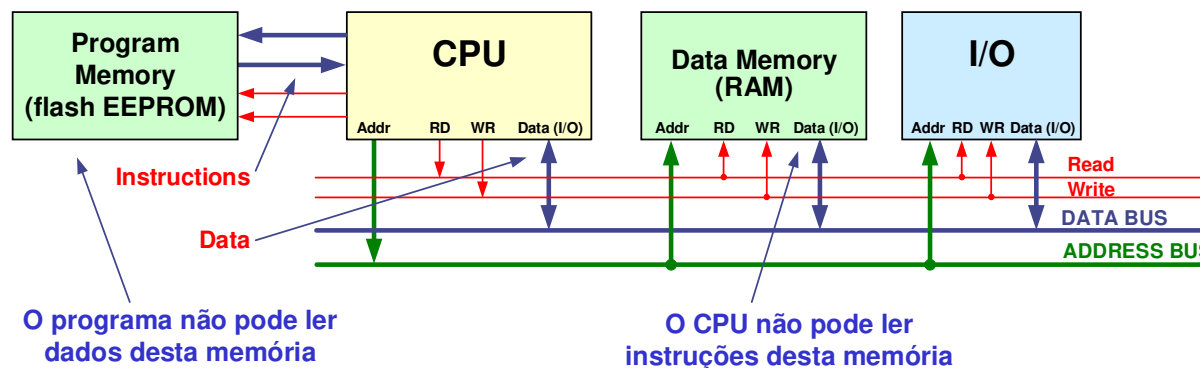 Program
Memory
(flash EEPROM)
CPU
Addr RD WR Data (I/O)
Data Memory
(RAM)
Addr RD WR Data (I/O)
I/O
Addr RD WR Data (I/O)
Instructions
Read
Write
Data
DATA BUS
ADDRESS BUS
O programa não pode ler
dados desta memória
O CPU não pode ler
instruções desta memória